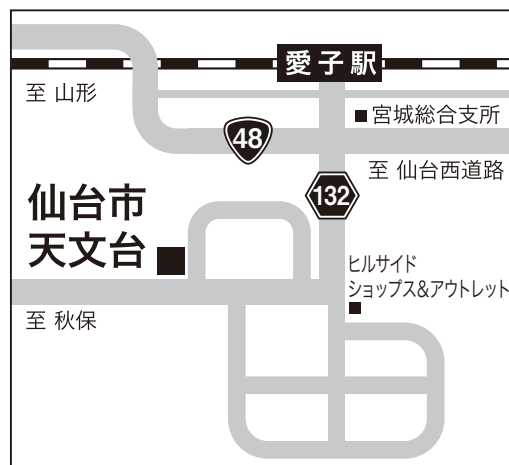 愛子駅
至 山形
■宮城総合支所
48
至 仙台西道路
132
仙台市
天文台■
ヒルサイド
ショップス&アウトレット
至 秋保